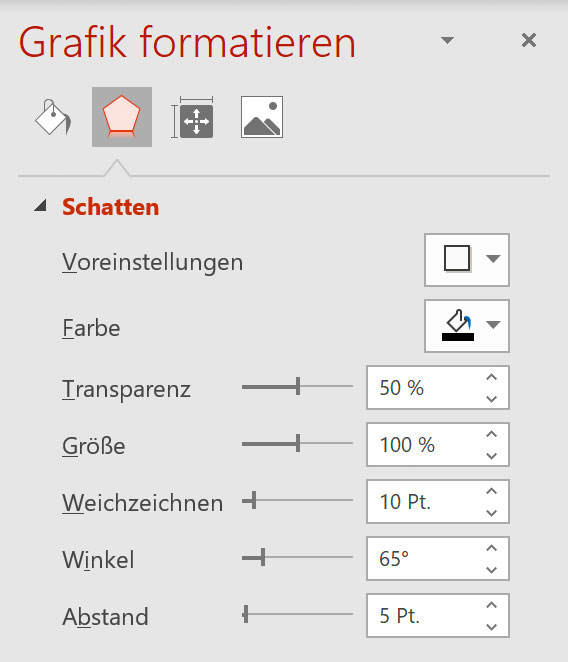 Grafik formatieren
Schatten
Voreinstellungen
Farbe
Transparenz 50 %
Größe 100 %
Weichzeichnen 10 Pt.
Winkel 65°
Abstand 5 Pt.